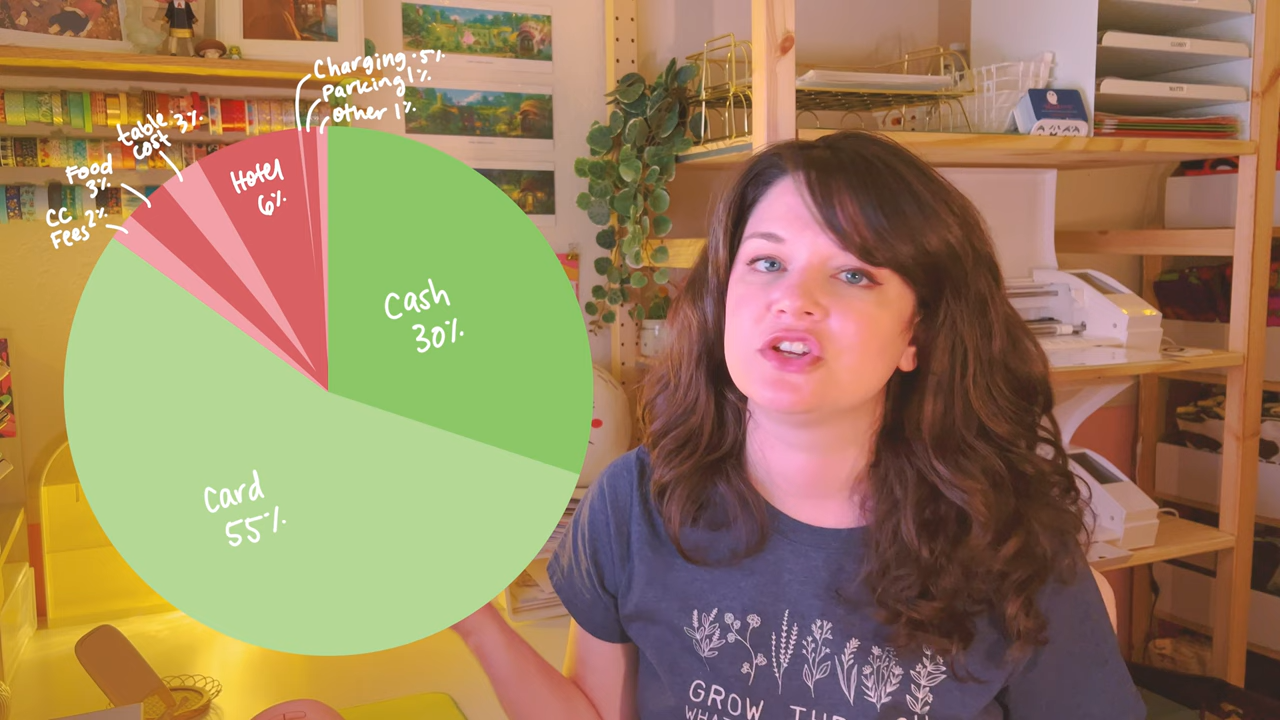 Charging .5%
Parking 1%
Other 1%
table 3%
cost
Food
3%
CC 2%
Fees
Hotel
6%
Cash
30%
Card
55%
GROW THR